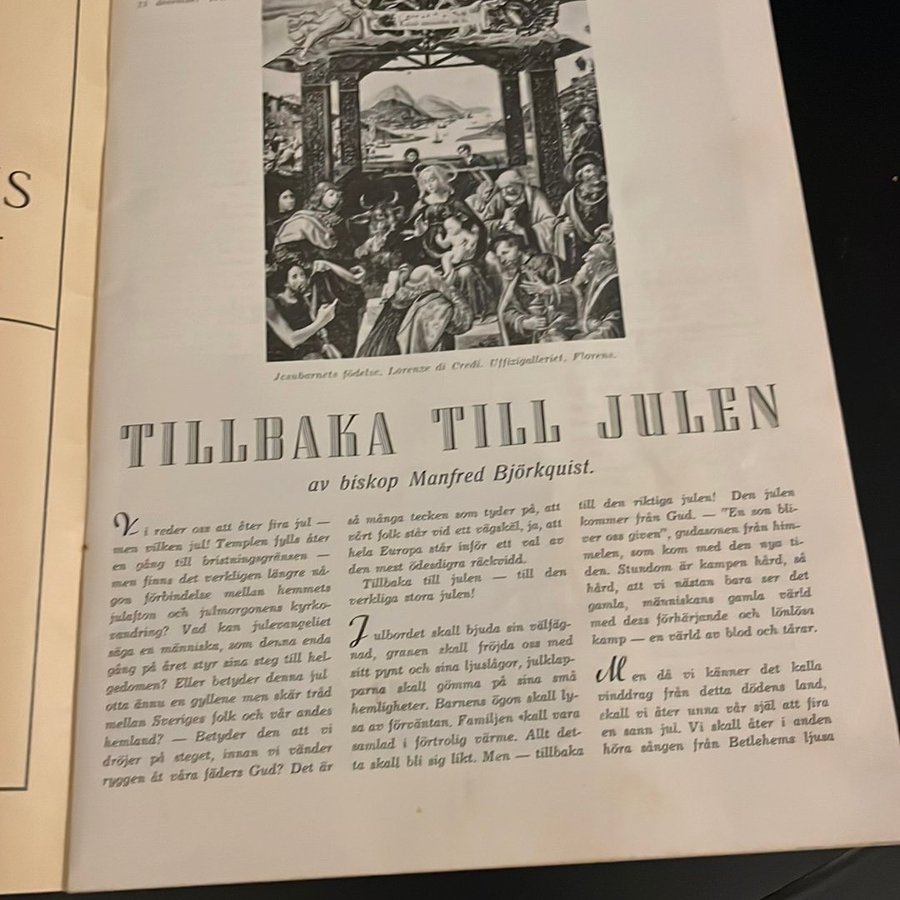 S
Jesubarnets födelse. Lorenzo di Credi. Uffizigalleriet, Florens.
TILLBAKA TILL JULEN
av biskop Manfred Björkquist.
Vi reder oss att åter fira jul —
men vilken jul! Templen fylls åter
en gång till bristningsgränsen —
men finns det verkligen längre nå-
gon förbindelse mellan hemmets
julafton och julmorgonens kyrko-
vandring? Vad kan julevangeliet
säga en människa, som denna enda
gång på året styr sina steg till hel-
gedomen? Eller betyder denna jul
otta ännu en gyllene men skär tråd
mellan Sveriges folk och vår andes
hemland? — Betyder den att vi
dröjer på steget, innan vi vänder
ryggen åt våra fäders Gud? Det är
så många tecken som tyder på, att
vårt folk står vid ett vägskäl, ja, att
hela Europa står inför ett val av
den mest ödesdigra räckvidd.
Tillbaka till julen — till den
verkliga stora julen!
Julbordet skall bjuda sin välfäg-
nad, granen skall fröjda oss med
sitt pynt och sina ljuslågor, julklap-
parna skall gömma på sina små
hemligheter. Barnens ögon skall ly-
sa av förväntan. Familjen skall vara
samlad i förtrolig värme. Allt det-
ta skall bli sig likt. Men — tillbaka
till den riktiga julen! Den julen
kommer från Gud. — "En son bli-
ver oss given", gudasonen från him-
melen, som kom med den nya ti-
den. Stundom är kampen hård, så
hård, att vi nästan bara ser det
gamla, människans gamla värld
med dess förhärjande och lönlösa
kamp — en värld av blod och tårar.
Men då vi känner det kalla
vinddrag från detta dödens land,
skall vi åter unna vår själ att fira
en sann jul. Vi skall åter i anden
höra sången från Betlehems ljusa